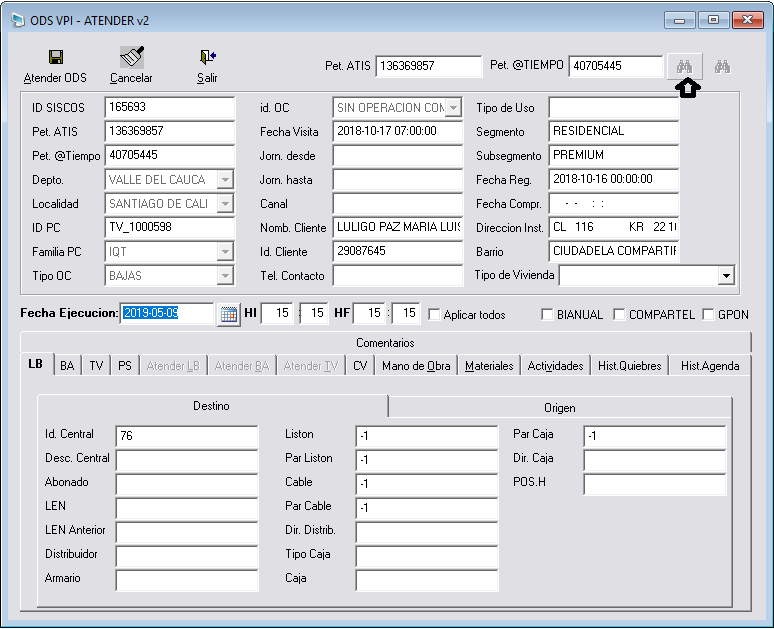 ODS VPI - ATENDER v2
Atender ODS Cancelar Salir Pet. ATIS 136369857 Pet. @TIEMPO 40705445
ID SISCOS 165693 id. OC SIN OPERACION COM Tipo de Uso
Pet. ATIS 136369857 Fecha Visita 2018-10-17 07:00:00 Segmento RESIDENCIAL
Pet. @Tiempo 40705445 Jorn. desde Subsegmento PREMIUM
Depto. VALLE DEL CAUCA Jorn. hasta Fecha Reg. 2018-10-16 00:00:00
Localidad SANTIAGO DE CALI Canal Fecha Compr. - - : :
ID PC TV_1000598 Nomb. Cliente LULIGO PAZ MARIA LUIS Direccion Inst. CL 116 KR 22 1
Familia PC IQT Id. Cliente 29087645 Barrio CIUDADELA COMPARTIF
Tipo OC BAJAS Tel. Contacto Tipo de Vivienda
Fecha Ejecucion: 2019-05-09 HI 15 : 15 HF 15 : 15 Aplicar todos BIANUAL COMPARTEL GPON
Comentarios
LB BA TV PS Atender LB Atender BA Atender TV CV Mano de Obra Materiales Actividades Hist.Quiebres Hist.Agenda
Destino Origen
Id. Central 76 Liston -1 Par Caja -1
Desc. Central Par Liston -1 Dir. Caja
Abonado Cable -1 POS.H
LEN Par Cable -1
LEN Anterior Dir. Distrib.
Distribuidor Tipo Caja
Armario Caja